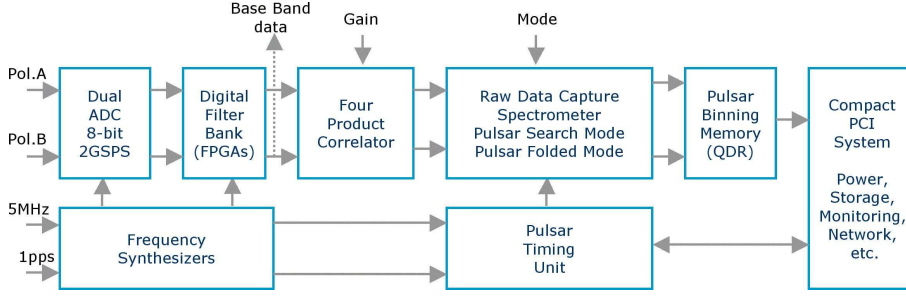 Base Band
data
Gain
Mode
Pol.A
Pol.B
Dual
ADC
8-bit
2GSPS
Digital
Filter
Bank
(FPGAs)
Four
Product
Correlator
Raw Data Capture
Spectrometer
Pulsar Search Mode
Pulsar Folded Mode
Pulsar
Binning
Memory
(QDR)
Compact
PCI
System
Power,
Storage,
Monitoring,
Network,
etc.
5MHz
1pps
Frequency
Synthesizers
Pulsar
Timing
Unit